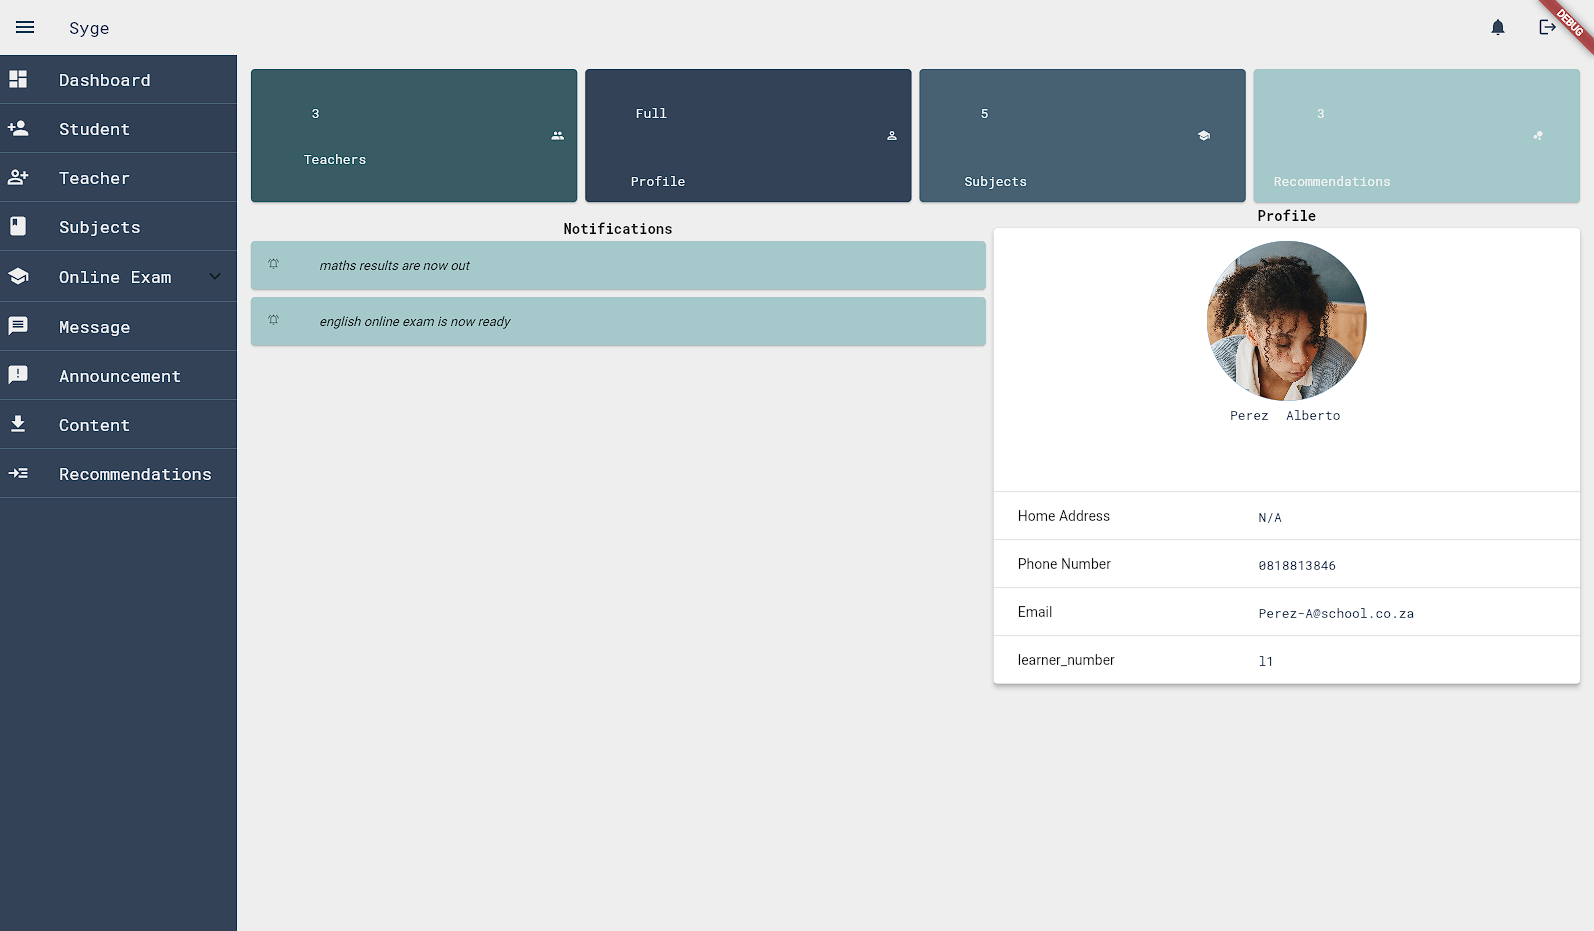 Syge
DEBUG
Dashboard
Student
Teacher
Subjects
Online Exam
Message
Announcement
Content
Recommendations
3
Teachers
Full
Profile
5
Subjects
3
Recommendations
Notifications
maths results are now out
english online exam is now ready
Profile
Perez Alberto
Home Address N/A
Phone Number 0818813846
Email Perez-A@school.co.za
learner_number l1